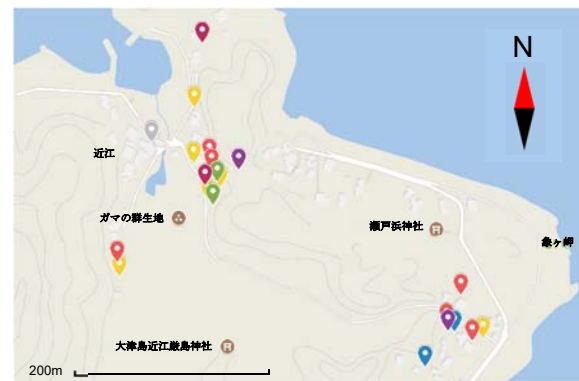 N
近江
ガマの群生地
瀬戸浜神社
象ヶ岬
大津島近江厳島神社
200m